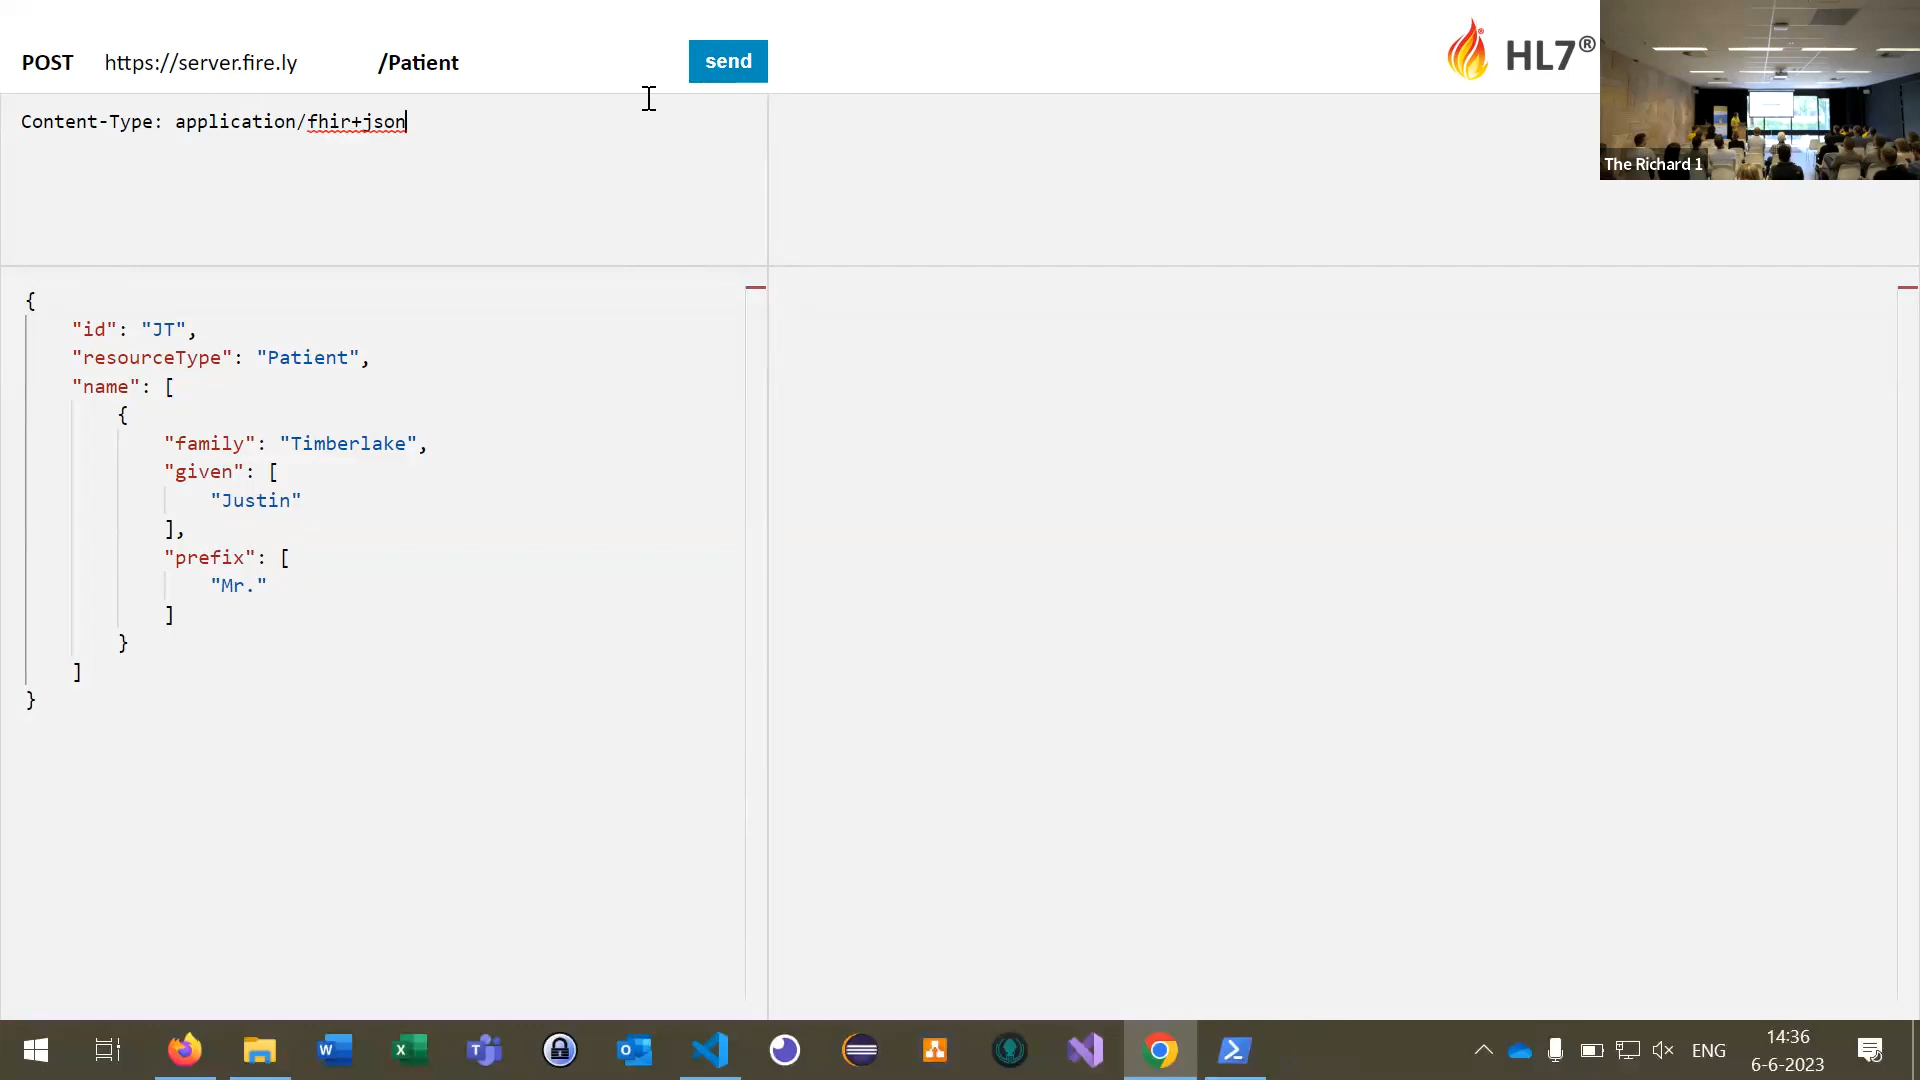 POST https://server.fire.ly /Patient send
HL7®
The Richard 1
Content-Type: application/fhir+json
{
"id": "JT",
"resourceType": "Patient",
"name": [
{
"family": "Timberlake",
"given": [
"Justin"
],
"prefix": [
"Mr."
]
}
]
}
ENG
14:36
6-6-2023